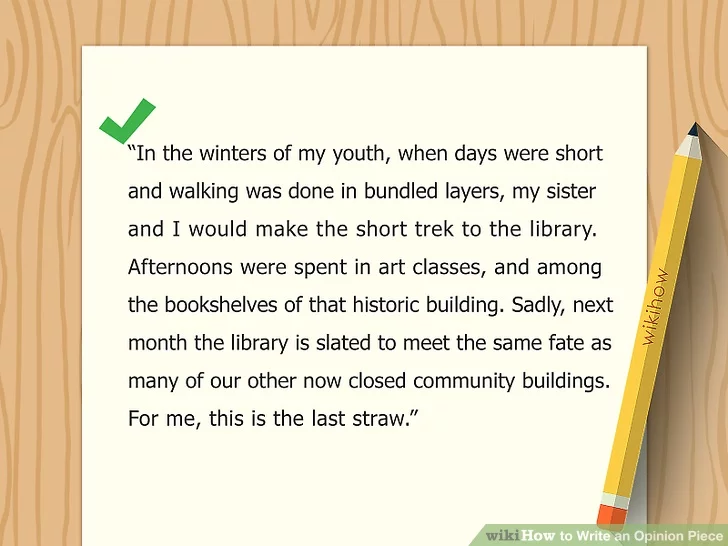 “In the winters of my youth, when days were short
and walking was done in bundled layers, my sister
and I would make the short trek to the library.
Afternoons were spent in art classes, and among
the bookshelves of that historic building. Sadly, next
month the library is slated to meet the same fate as
many of our other now closed community buildings.
For me, this is the last straw.”
wikihow
wikiHow to Write an Opinion Piece